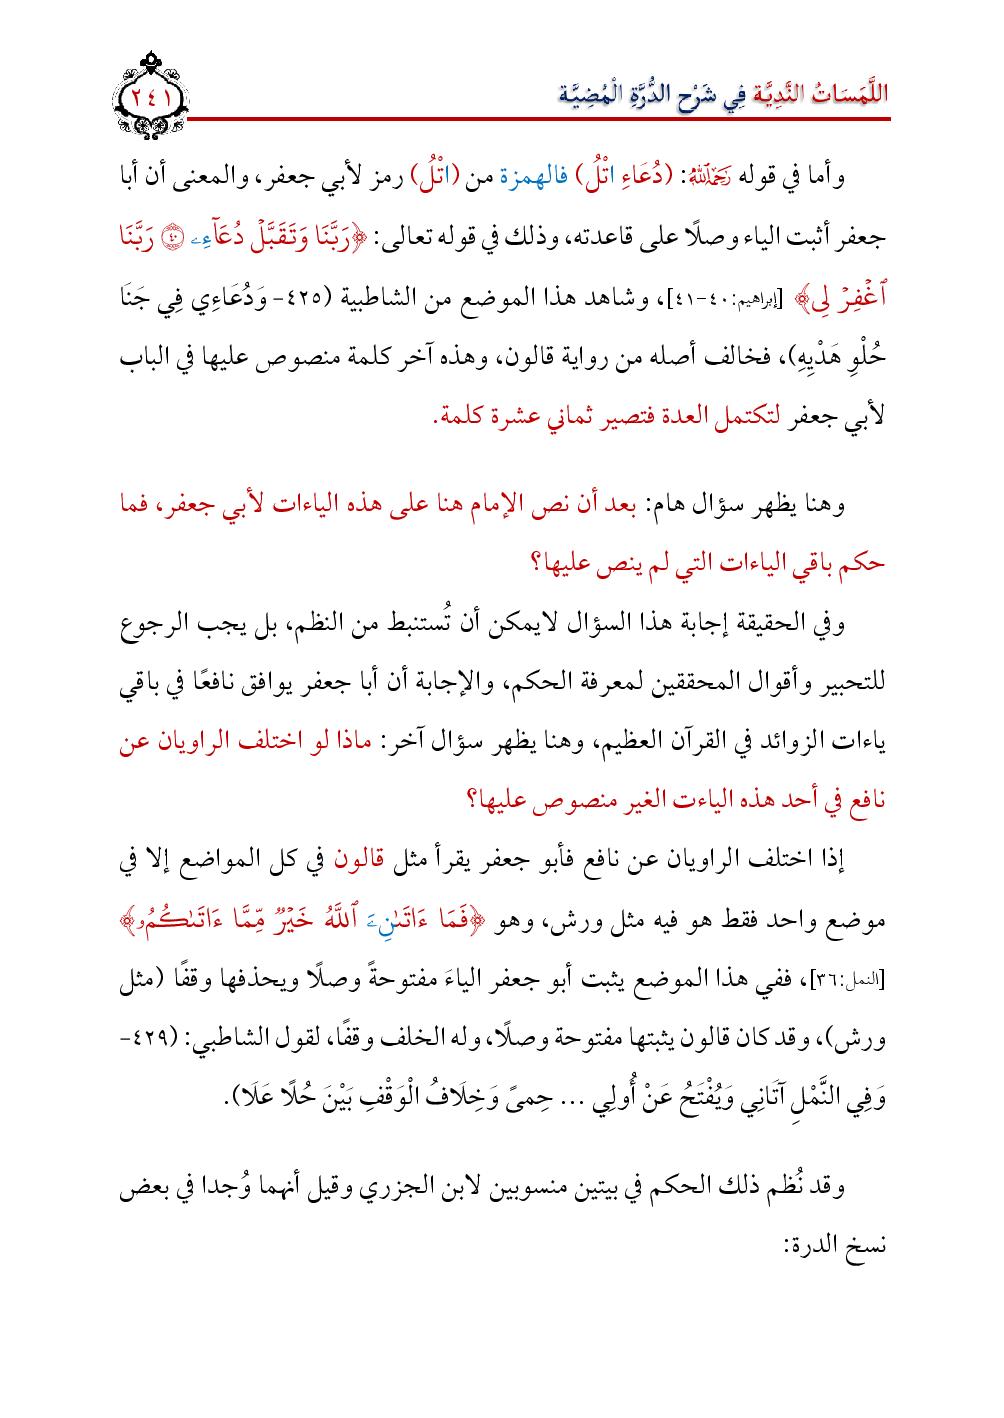 اللَّمَسَاتُ النَّدِيَّة فِي شَرْحِ الدُّرَّةِ الْمُضِيَّة
٢٤١
وأما في قوله رَحِمَهُ ٱللَّهُ: (دُعَاءِ اتْلُ) فالهمزة من (اتْلُ) رمز لأبي جعفر، والمعنى أن أبا
جعفر أثبت الياء وصلًا على قاعدته، وذلك في قوله تعالى: ﴿رَبَّنَا وَتَقَبَّلۡ دُعَآءِۦ ٤٠ رَبَّنَا
ٱغۡفِرۡ لِي﴾ [إبراهيم:٤٠-٤١]، وشاهد هذا الموضع من الشاطبية (٤٢٥- وَدُعَاءِي فِي جَنَا
حُلْوِ هَدْيِهِ)، فخالف أصله من رواية قالون، وهذه آخر كلمة منصوص عليها في الباب
لأبي جعفر لتكتمل العدة فتصير ثماني عشرة كلمة.
وهنا يظهر سؤال هام: بعد أن نص الإمام هنا على هذه الياءات لأبي جعفر، فما
حكم باقي الياءات التي لم ينص عليها؟
وفي الحقيقة إجابة هذا السؤال لايمكن أن تُستنبط من النظم، بل يجب الرجوع
للتحبير وأقوال المحققين لمعرفة الحكم، والإجابة أن أبا جعفر يوافق نافعًا في باقي
ياءات الزوائد في القرآن العظيم، وهنا يظهر سؤال آخر: ماذا لو اختلف الراويان عن
نافع في أحد هذه الياءت الغير منصوص عليها؟
إذا اختلف الراويان عن نافع فأبو جعفر يقرأ مثل قالون في كل المواضع إلا في
موضع واحد فقط هو فيه مثل ورش، وهو ﴿فَمَا ءَاتَىٰنِۦَ ٱللَّهُ خَيۡرٞ مِّمَّا ءَاتَىٰكُمُۥ﴾
[النمل:٣٦]، ففي هذا الموضع يثبت أبو جعفر الياءَ مفتوحةً وصلًا ويحذفها وقفًا (مثل
ورش)، وقد كان قالون يثبتها مفتوحة وصلًا، وله الخلف وقفًا، لقول الشاطبي: (٤٢٩-
وَفِي النَّمْلِ آتَانِي وَيُفْتَحُ عَنْ أُولِي ... حِمىً وَخِلَافُ الْوَقْفِ بَيْنَ حُلًا عَلَا).
وقد نُظم ذلك الحكم في بيتين منسوبين لابن الجزري وقيل أنهما وُجدا في بعض
نسخ الدرة: